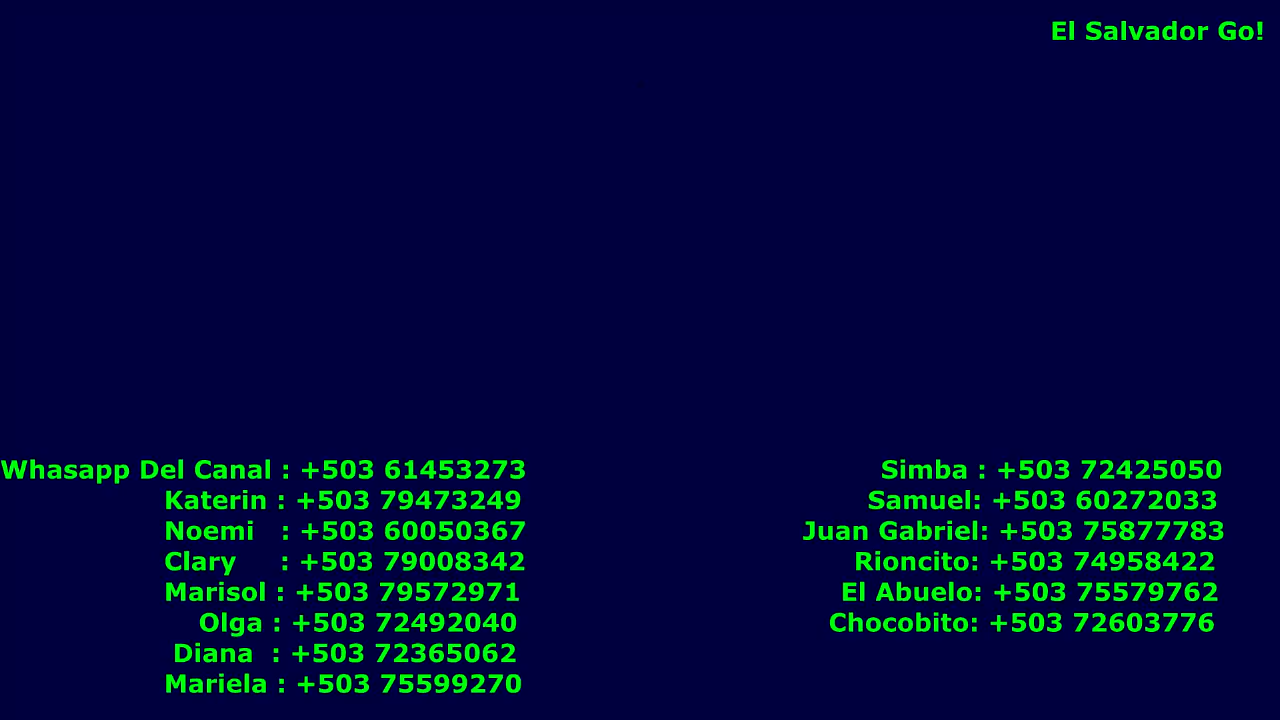 El Salvador Go!
Whasapp Del Canal : +503 61453273
Katerin : +503 79473249
Noemi : +503 60050367
Clary : +503 79008342
Marisol : +503 79572971
Olga : +503 72492040
Diana : +503 72365062
Mariela : +503 75599270
Simba : +503 72425050
Samuel: +503 60272033
Juan Gabriel: +503 75877783
Rioncito: +503 74958422
El Abuelo: +503 75579762
Chocobito: +503 72603776